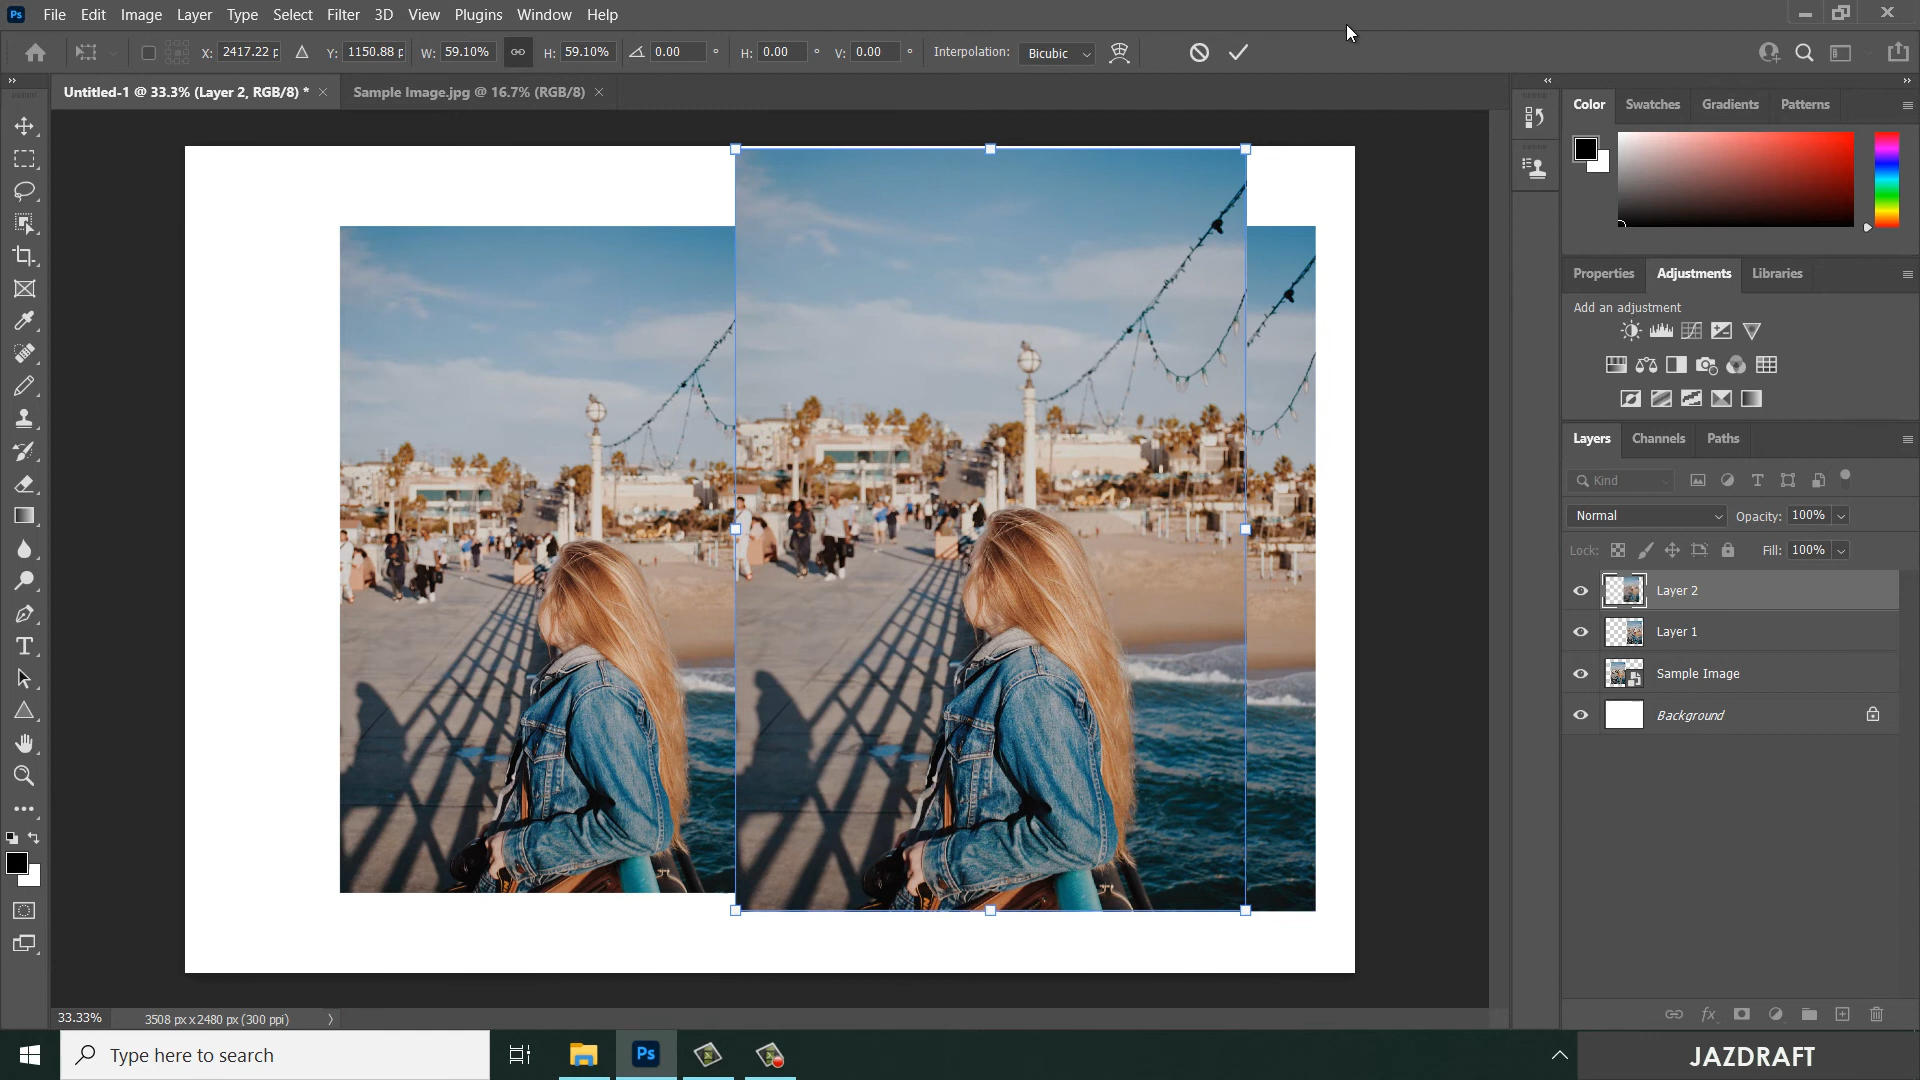 Ps File Edit Image Layer Type Select Filter 3D View Plugins Window Help
X: 2417.22 p Y: 1150.88 p W: 59.10% H: 59.10% 0.00 ° H: 0.00 ° V: 0.00 ° Interpolation: Bicubic
Untitled-1 @ 33.3% (Layer 2, RGB/8) * Sample Image.jpg @ 16.7% (RGB/8)
Color Swatches Gradients Patterns
Properties Adjustments Libraries
Add an adjustment
Layers Channels Paths
Kind
Normal Opacity: 100%
Lock: Fill: 100%
Layer 2
Layer 1
Sample Image
Background
33.33% 3508 px x 2480 px (300 ppi)
Type here to search
Ps
JAZDRAFT